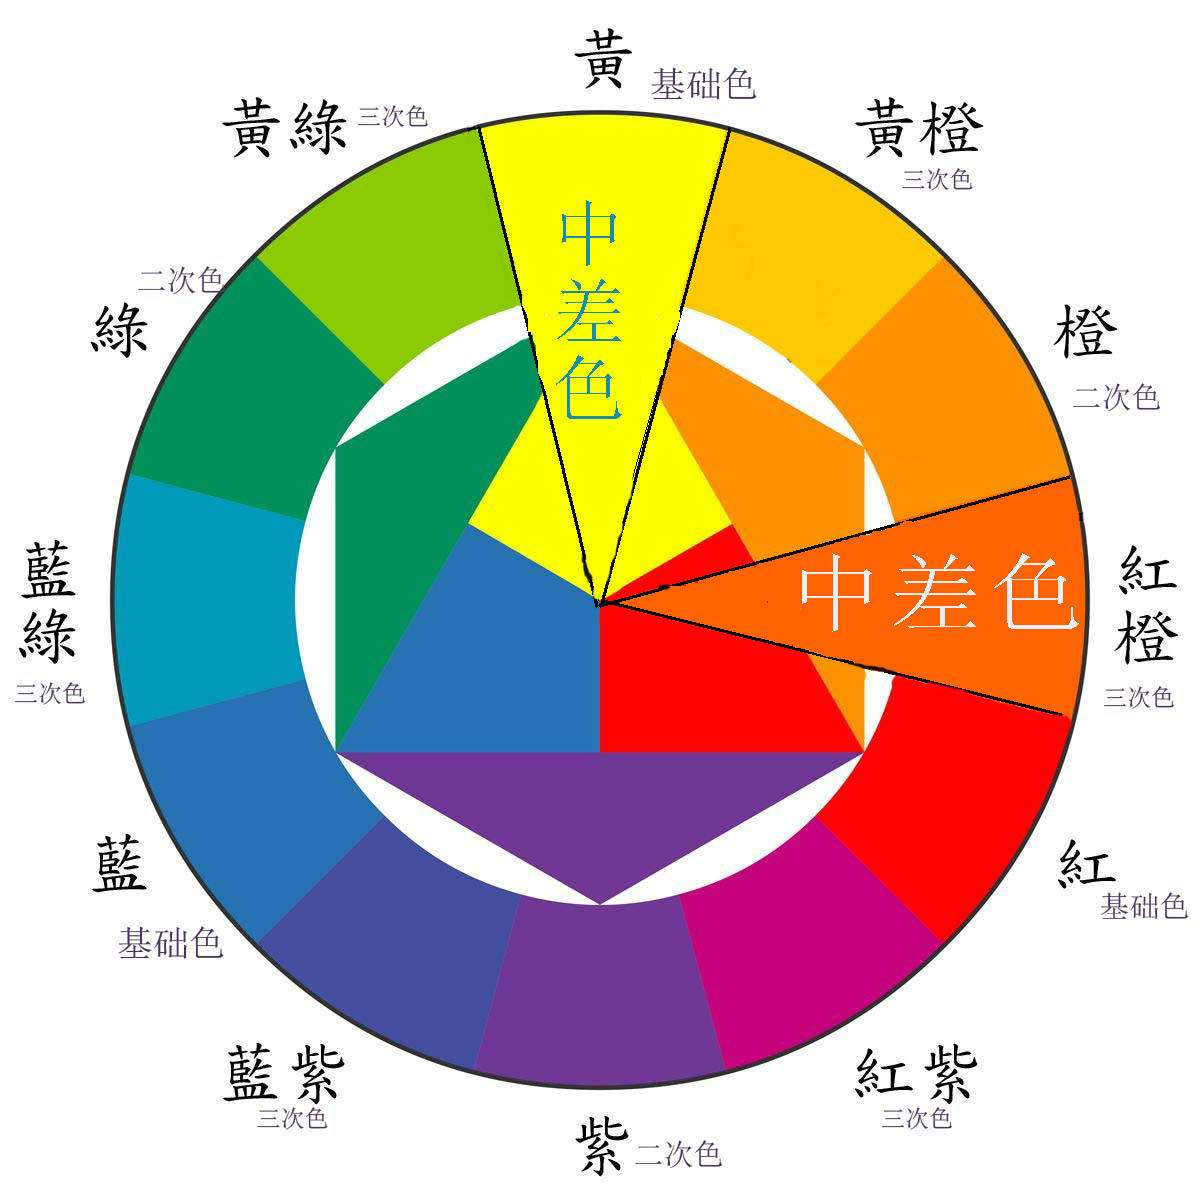 黃
基础色
黃綠
三次色
黃橙
三次色
二次色
綠
橙
二次色
中差色
中差色
藍綠
三次色
紅橙
三次色
藍
基础色
紅
基础色
藍紫
三次色
紅紫
三次色
紫
二次色